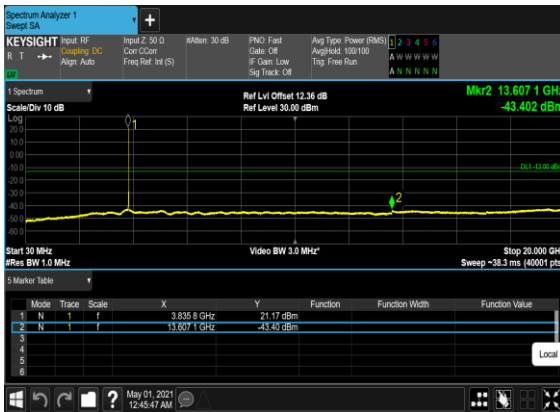 Spectrum Analyzer 1
Swept SA
+
KEYSIGHT Input: RF Input Z: 50 Ω #Atten: 30 dB PNO: Fast Avg Type: Power (RMS) 1 2 3 4 5 6
R T Coupling: DC Corr CCorr Gate: Off Avg|Hold: 100/100 A W W W W W
Align: Auto Freq Ref: Int (S) IF Gain: Low Trig: Free Run
Sig Track: Off A N N N N N
1 Spectrum Ref Lvl Offset 12.36 dB Mkr2 13.607 1 GHz
Scale/Div 10 dB Ref Level 30.00 dBm -43.402 dBm
Log
20.0
10.0
0.00
-10.0
DL1 -13.00 dBm
-20.0
-30.0
-40.0
-50.0
-60.0
1
2
Start 30 MHz Video BW 3.0 MHz* Stop 20.000 GH
#Res BW 1.0 MHz Sweep ~38.3 ms (40001 pts
5 Marker Table
Mode Trace Scale X Y Function Function Width Function Value
1 N 1 f 3.835 8 GHz 21.17 dBm
2 N 1 f 13.607 1 GHz -43.40 dBm
3
4
5
6
Local
? May 01, 2021
12:45:47 AM